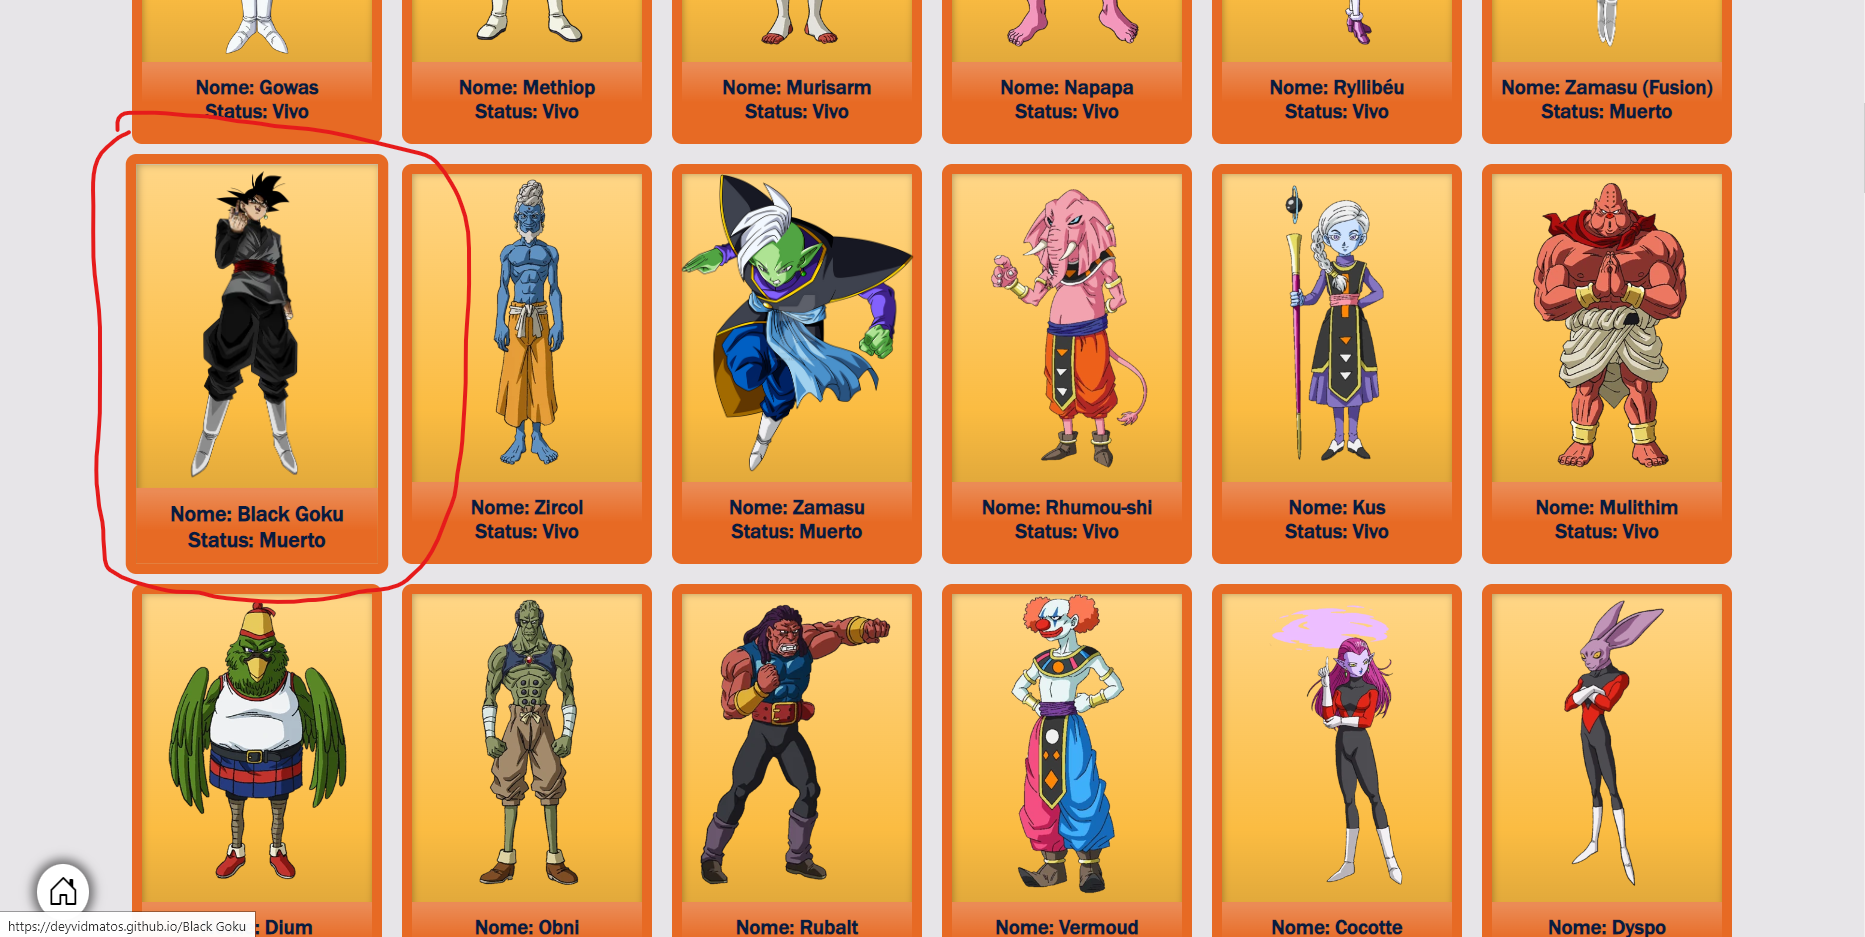 Nome: Gowas
Status: Vivo
Nome: Methiop
Status: Vivo
Nome: Murisarm
Status: Vivo
Nome: Napapa
Status: Vivo
Nome: Ryllibéu
Status: Vivo
Nome: Zamasu (Fusion)
Status: Muerto
Nome: Black Goku
Status: Muerto
Nome: Zircol
Status: Vivo
Nome: Zamasu
Status: Muerto
Nome: Rhumou-shi
Status: Vivo
Nome: Kus
Status: Vivo
Nome: Mulithim
Status: Vivo
: Dium
Nome: Obni
Nome: Rubalt
Nome: Vermoud
Nome: Cocotte
Nome: Dyspo
https://deyvidmatos.github.io/Black Goku